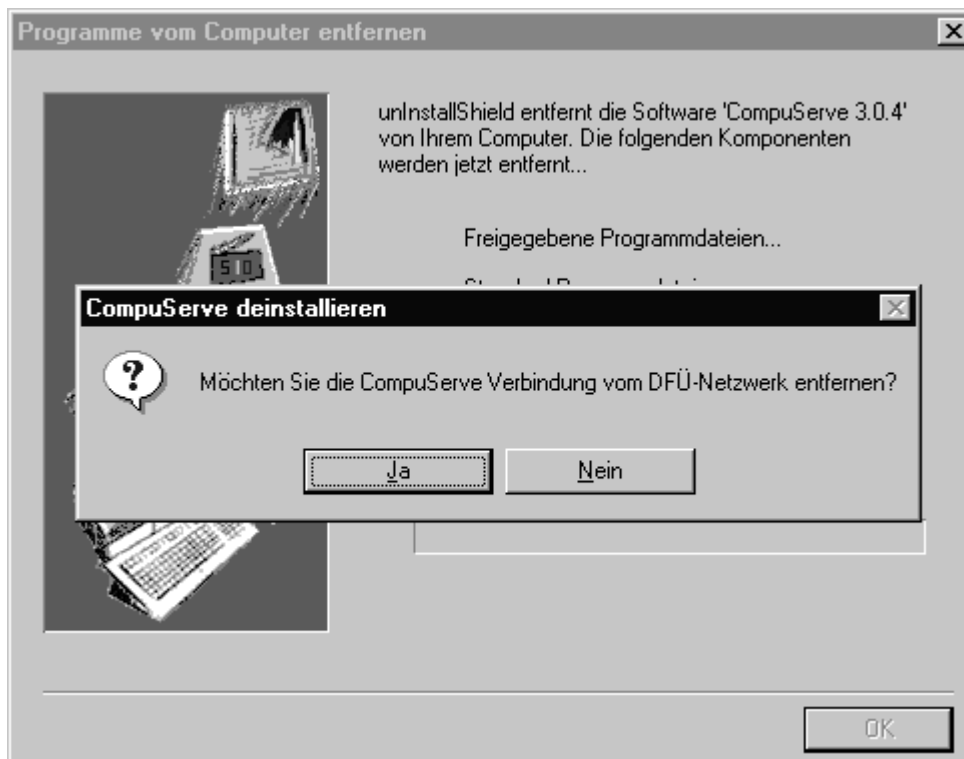 Programme vom Computer entfernen
unInstallShield entfernt die Software 'CompuServe 3.0.4'
von Ihrem Computer. Die folgenden Komponenten
werden jetzt entfernt...
Freigegebene Programmdateien...
CompuServe deinstallieren
Möchten Sie die CompuServe Verbindung vom DFÜ-Netzwerk entfernen?
Ja
Nein
OK